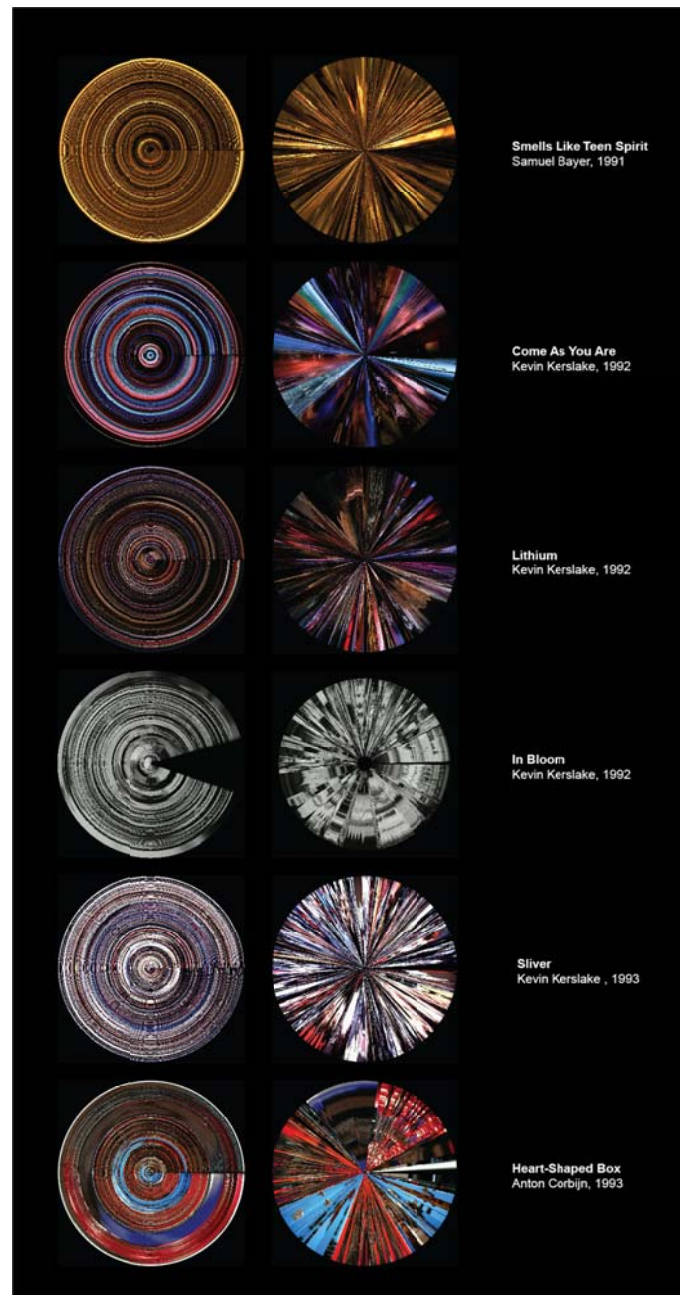 Smells Like Teen Spirit
Samuel Bayer, 1991
Come As You Are
Kevin Kerslake, 1992
Lithium
Kevin Kerslake, 1992
In Bloom
Kevin Kerslake, 1992
Sliver
Kevin Kerslake , 1993
Heart-Shaped Box
Anton Corbijn, 1993